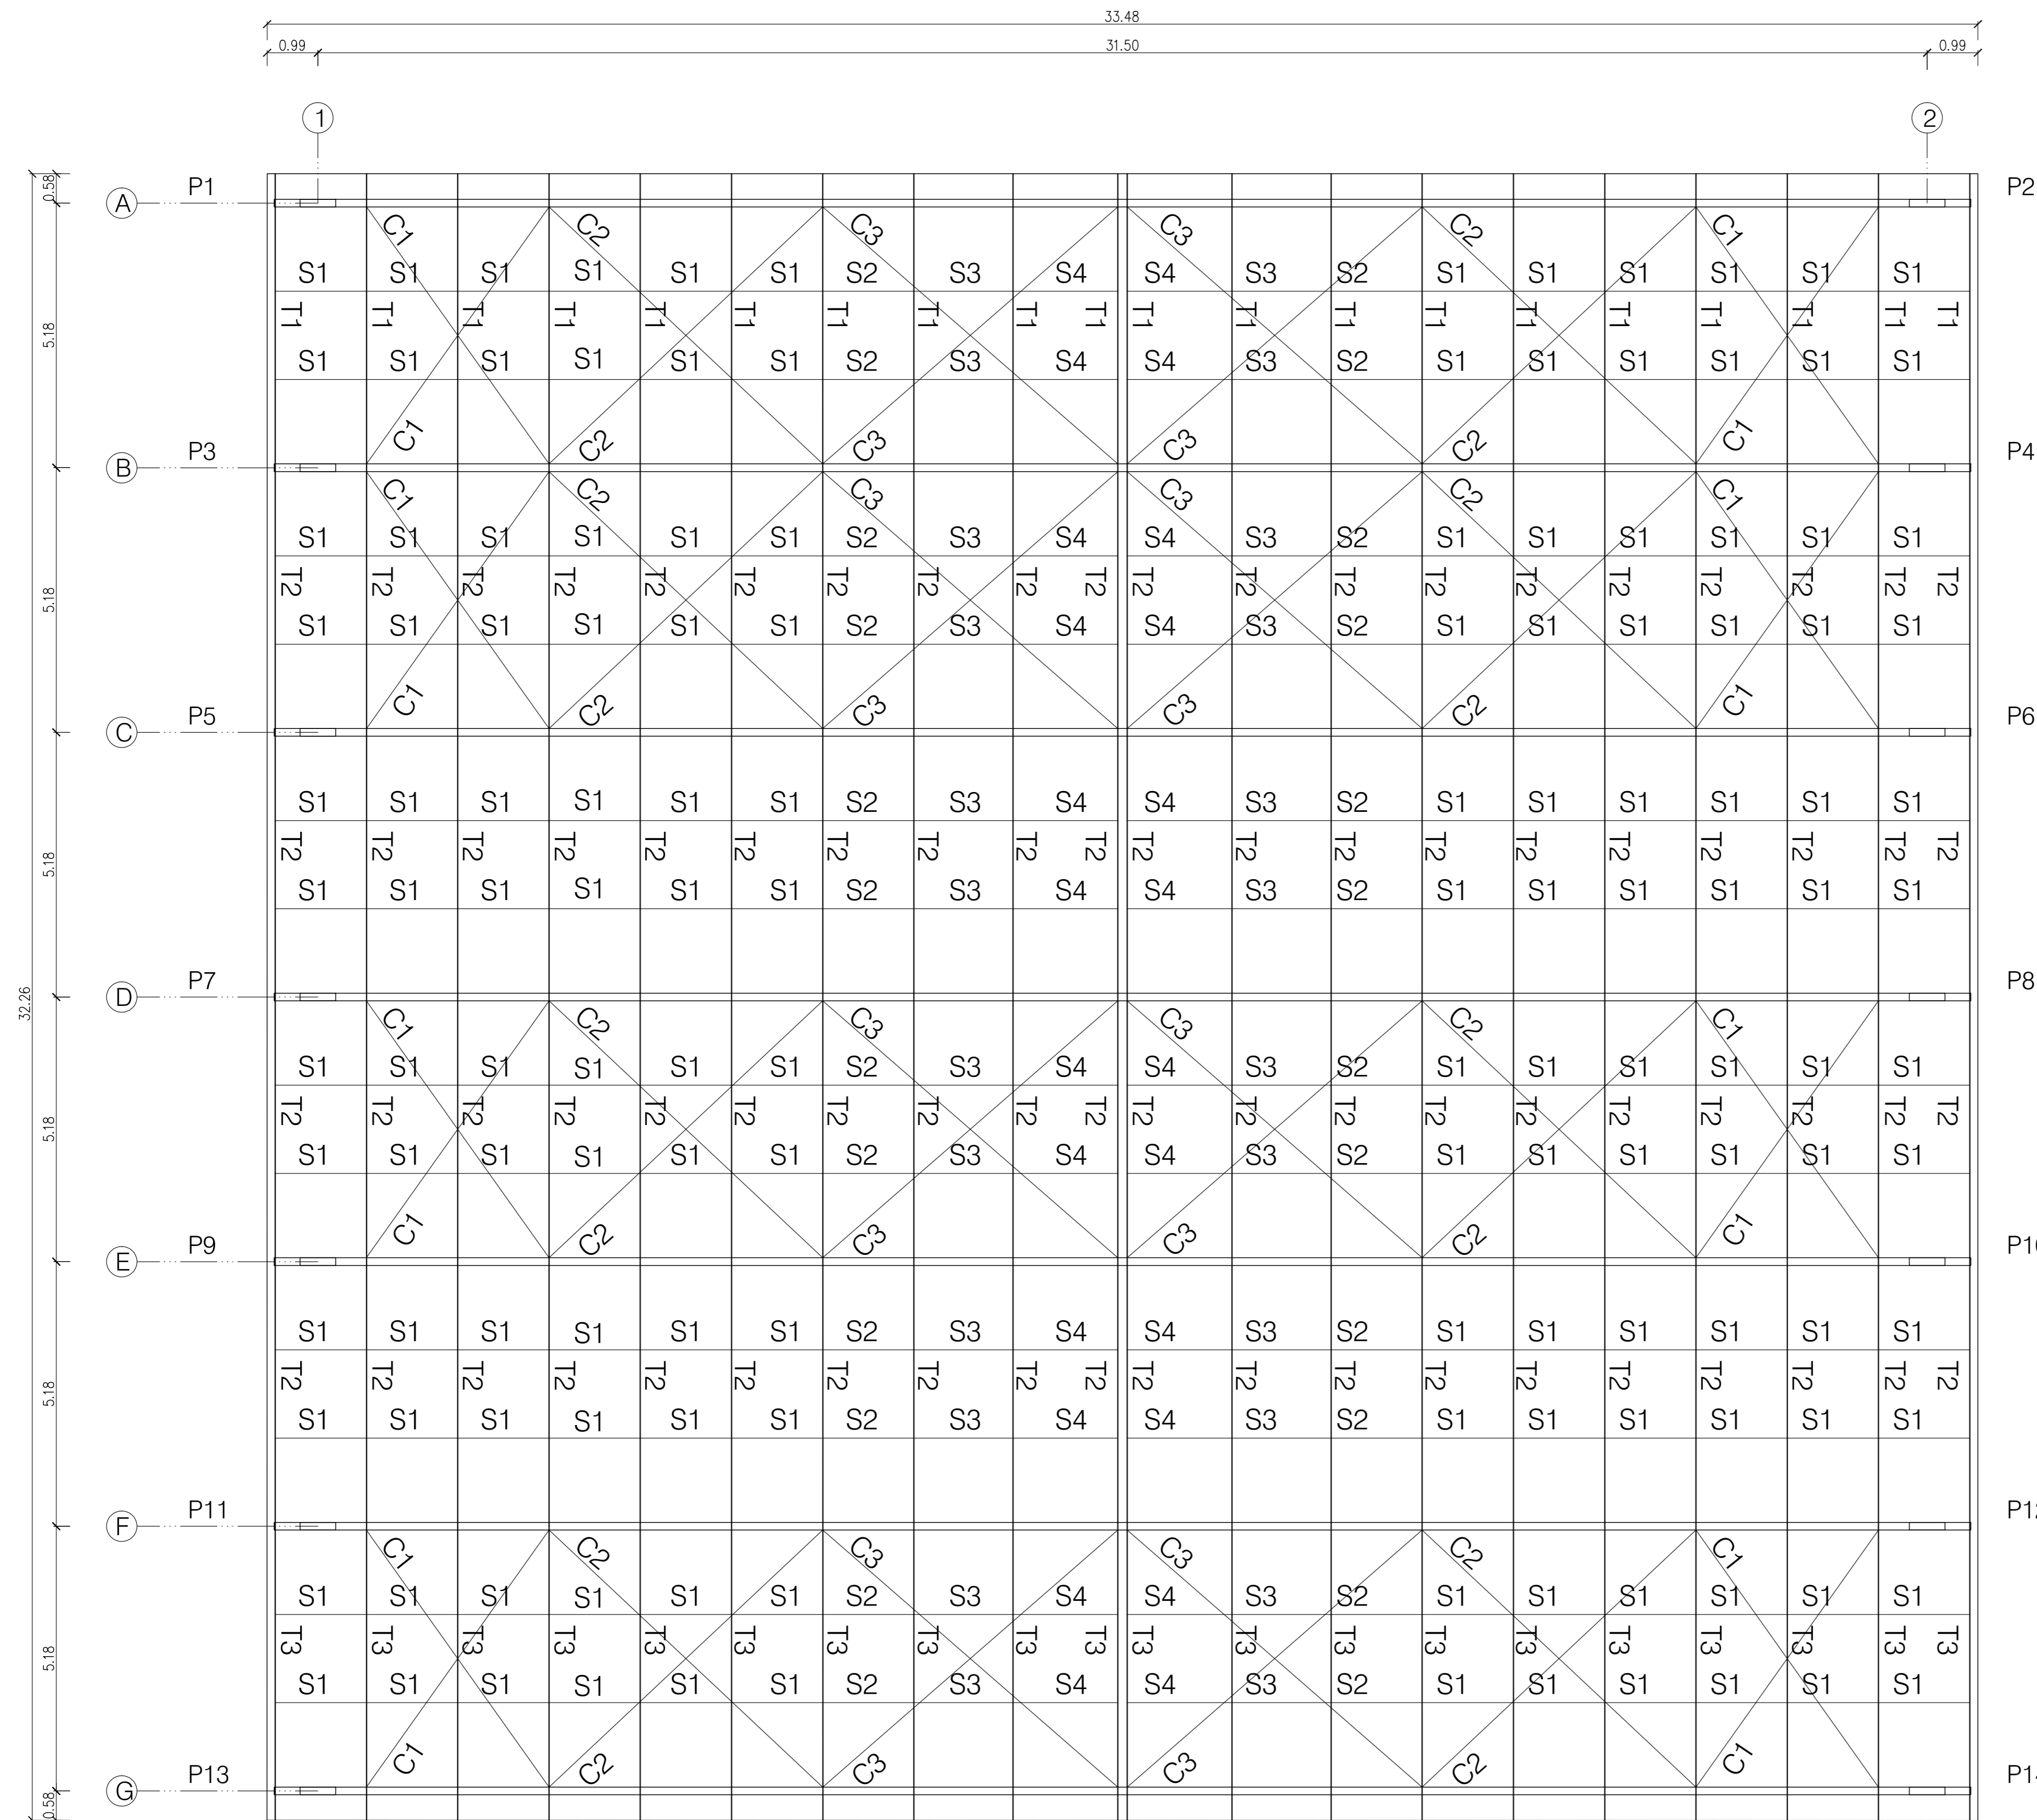 33.48
0.99 31.50 0.99
1 2
0.58 P1 P2
A
C1 C2 C3 C3 C2 C1
S1 S1 S1 S1 S1 S1 S2 S3 S4 S4 S3 S2 S1 S1 S1 S1 S1 S1
5.18 T1 T1 T1 T1 T1 T1 T1 T1 T1 T1 T1 T1 T1 T1 T1 T1 T1 T1 T1 T1
S1 S1 S1 S1 S1 S1 S2 S3 S4 S4 S3 S2 S1 S1 S1 S1 S1 S1
C1 C2 C3 C3 C2 C1
P3 P4
B
C1 C2 C3 C3 C2 C1
S1 S1 S1 S1 S1 S1 S2 S3 S4 S4 S3 S2 S1 S1 S1 S1 S1 S1
5.18 T2 T2 T2 T2 T2 T2 T2 T2 T2 T2 T2 T2 T2 T2 T2 T2 T2 T2 T2 T2
S1 S1 S1 S1 S1 S1 S2 S3 S4 S4 S3 S2 S1 S1 S1 S1 S1 S1
C1 C2 C3 C3 C2 C1
P5 P6
C
S1 S1 S1 S1 S1 S1 S2 S3 S4 S4 S3 S2 S1 S1 S1 S1 S1 S1
5.18 T2 T2 T2 T2 T2 T2 T2 T2 T2 T2 T2 T2 T2 T2 T2 T2 T2 T2 T2 T2
S1 S1 S1 S1 S1 S1 S2 S3 S4 S4 S3 S2 S1 S1 S1 S1 S1 S1
P7 P8
32.26 D
C1 C2 C3 C3 C2 C1
S1 S1 S1 S1 S1 S1 S2 S3 S4 S4 S3 S2 S1 S1 S1 S1 S1 S1
5.18 T2 T2 T2 T2 T2 T2 T2 T2 T2 T2 T2 T2 T2 T2 T2 T2 T2 T2 T2 T2
S1 S1 S1 S1 S1 S1 S2 S3 S4 S4 S3 S2 S1 S1 S1 S1 S1 S1
C1 C2 C3 C3 C2 C1
P9
E
S1 S1 S1 S1 S1 S1 S2 S3 S4 S4 S3 S2 S1 S1 S1 S1 S1 S1
5.18 T2 T2 T2 T2 T2 T2 T2 T2 T2 T2 T2 T2 T2 T2 T2 T2 T2 T2 T2 T2
S1 S1 S1 S1 S1 S1 S2 S3 S4 S4 S3 S2 S1 S1 S1 S1 S1 S1
P11
F
C1 C2 C3 C3 C2 C1
S1 S1 S1 S1 S1 S1 S2 S3 S4 S4 S3 S2 S1 S1 S1 S1 S1 S1
5.18 T3 T3 T3 T3 T3 T3 T3 T3 T3 T3 T3 T3 T3 T3 T3 T3 T3 T3 T3 T3
S1 S1 S1 S1 S1 S1 S2 S3 S4 S4 S3 S2 S1 S1 S1 S1 S1 S1
C1 C2 C3 C3 C2 C1
P13
G
0.58